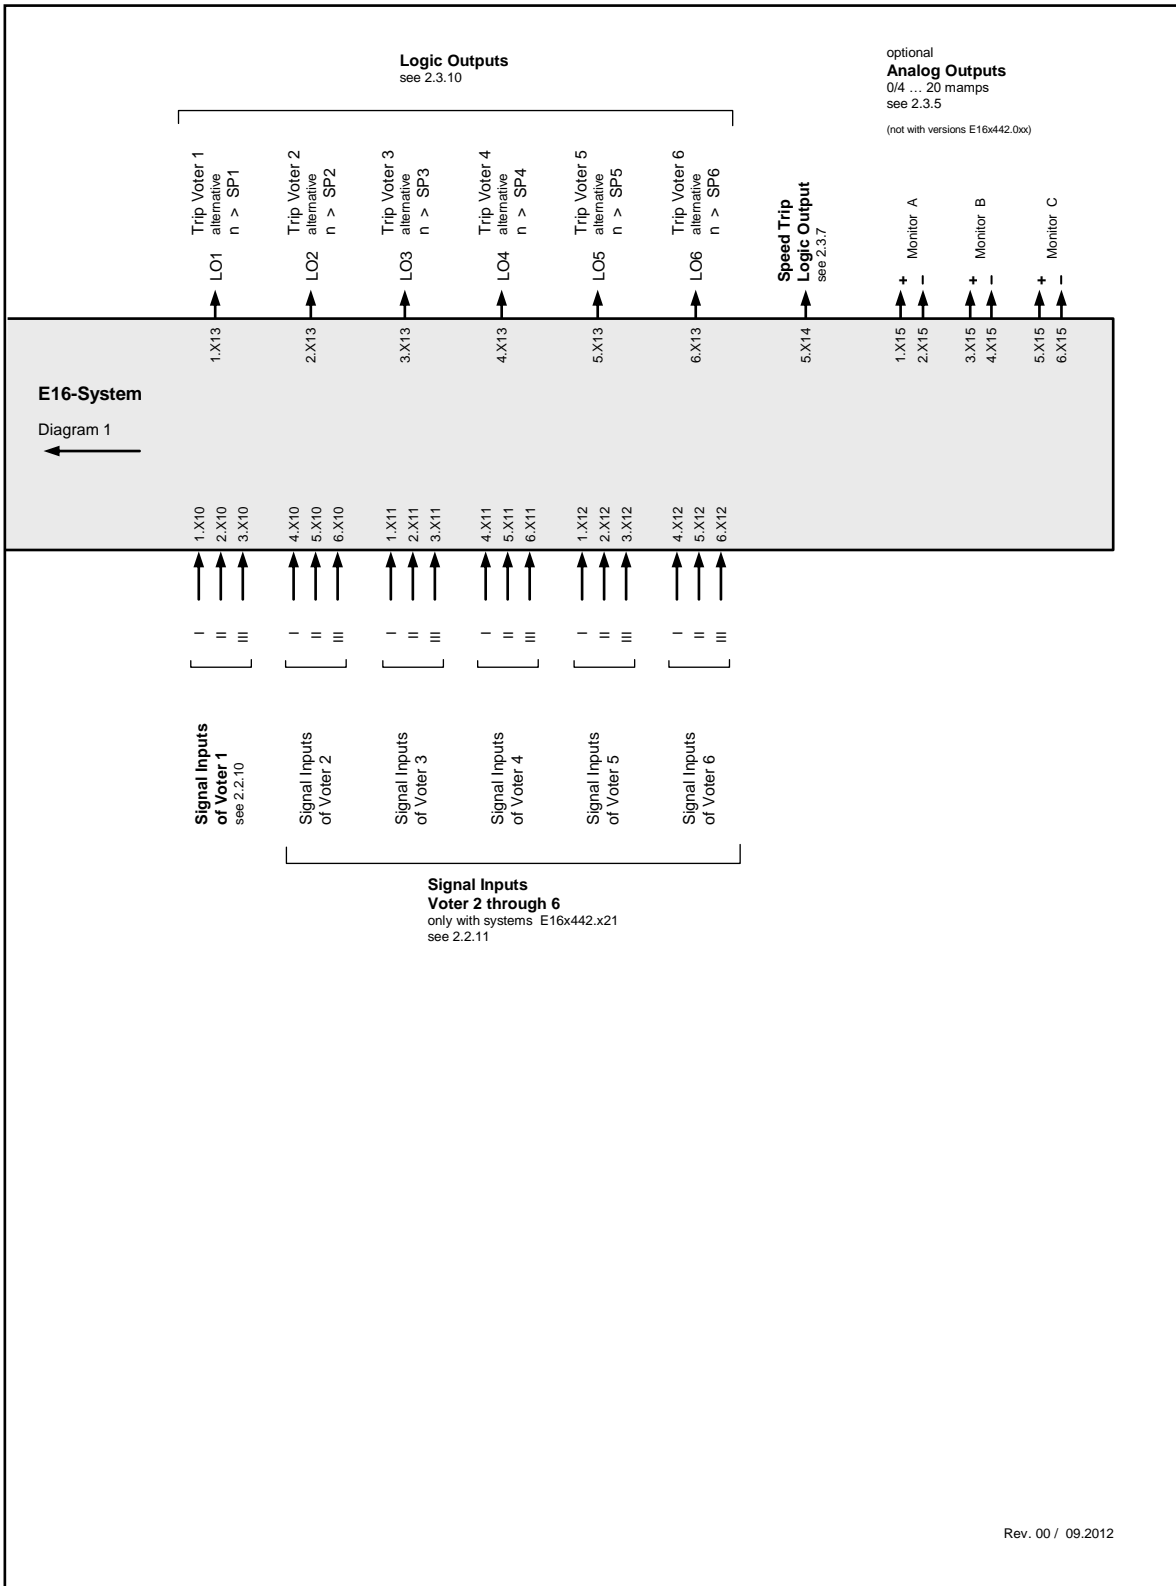 Logic Outputs
see 2.3.10
optional
Analog Outputs
0/4 … 20 mamps
see 2.3.5
(not with versions E16x442.0xx)
Trip Voter 1
alternative
n > SP1
Trip Voter 2
alternative
n > SP2
Trip Voter 3
alternative
n > SP3
Trip Voter 4
alternative
n > SP4
Trip Voter 5
alternative
n > SP5
Trip Voter 6
alternative
n > SP6
Speed Trip
Logic Output
see 2.3.7
+ Monitor A
–
+ Monitor B
–
+ Monitor C
–
LO1
LO2
LO3
LO4
LO5
LO6
1.X13
2.X13
3.X13
4.X13
5.X13
6.X13
5.X14
1.X15
2.X15
3.X15
4.X15
5.X15
6.X15
E16-System
Diagram 1
1.X10
2.X10
3.X10
4.X10
5.X10
6.X10
1.X11
2.X11
3.X11
4.X11
5.X11
6.X11
1.X12
2.X12
3.X12
4.X12
5.X12
6.X12
I
II
III
I
II
III
I
II
III
I
II
III
I
II
III
I
II
III
Signal Inputs
of Voter 1
see 2.2.10
Signal Inputs
of Voter 2
Signal Inputs
of Voter 3
Signal Inputs
of Voter 4
Signal Inputs
of Voter 5
Signal Inputs
of Voter 6
Signal Inputs
Voter 2 through 6
only with systems E16x442.x21
see 2.2.11
Rev. 00 / 09.2012